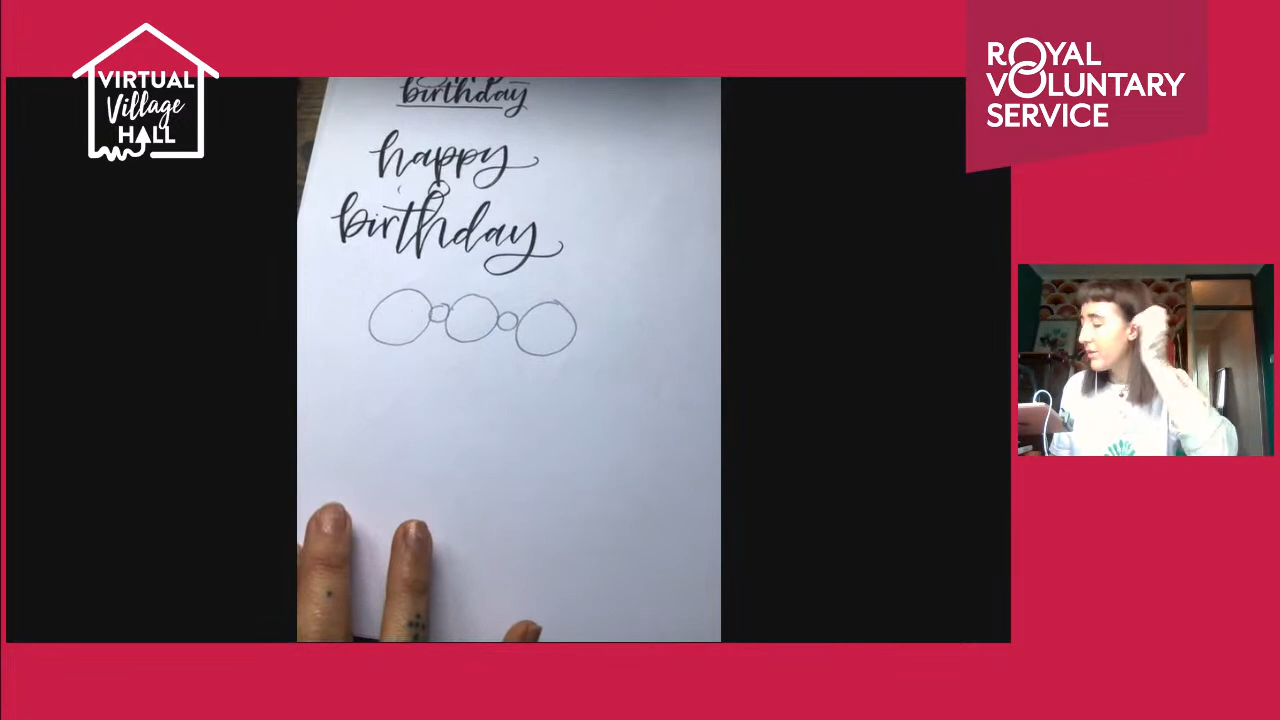 VIRTUAL
Village
HALL
ROYAL
VOLUNTARY
SERVICE
birthday
happy
birthday